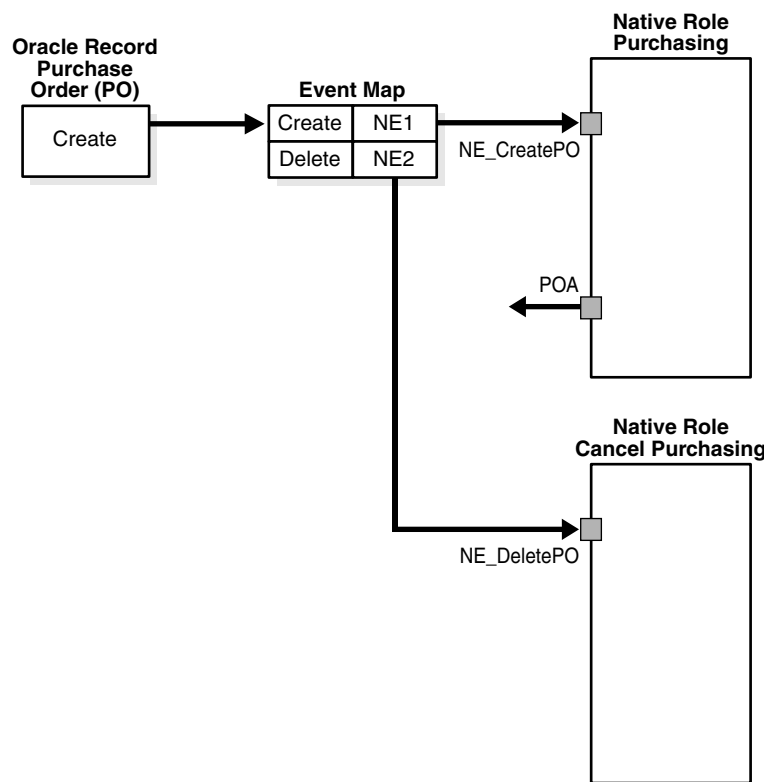 Oracle Record
Purchase
Order (PO)
Create
Event Map
Create NE1
Delete NE2
Native Role
Purchasing
NE_CreatePO
POA
Native Role
Cancel Purchasing
NE_DeletePO